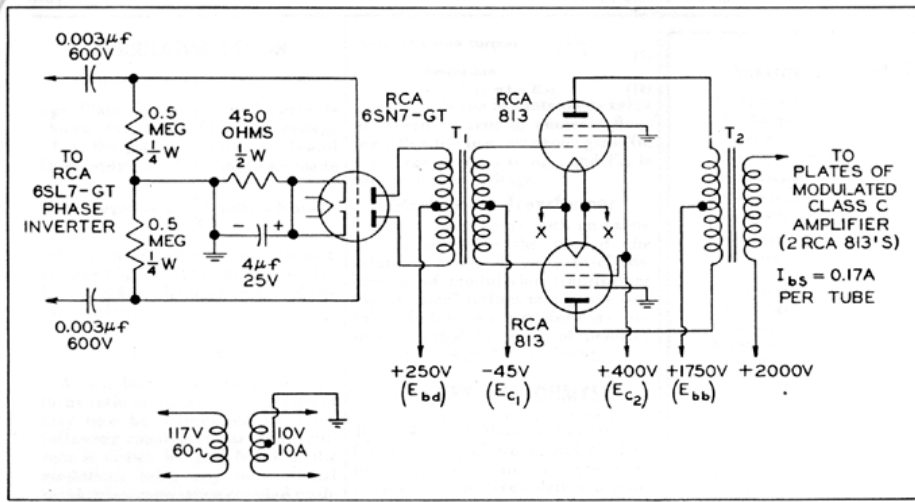 0.003μf
600V
0.5
MEG
1/4 W
450
OHMS
1/2 W
RCA
6SN7-GT
RCA
813
T1
T2
TO
RCA
6SL7-GT
PHASE
INVERTER
TO
PLATES OF
MODULATED
CLASS C
AMPLIFIER
(2 RCA 813'S)
Ibs = 0.17A
PER TUBE
0.5
MEG
1/4 W
- +
4μf
25V
X X
0.003μf
600V
RCA
813
+250V
(Ebd)
-45V
(Ec1)
+400V
(Ec2)
+1750V
(Ebb)
+2000V
117V
60~
10V
10A